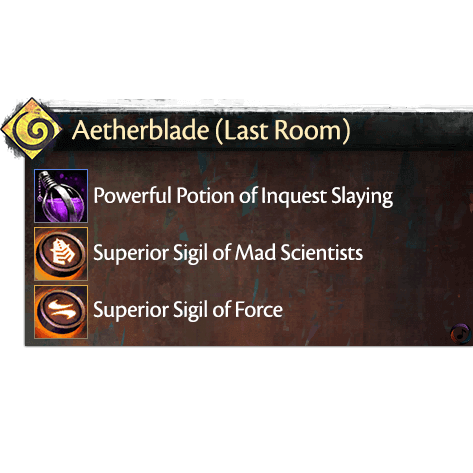 Aetherblade (Last Room)
Powerful Potion of Inquest Slaying
Superior Sigil of Mad Scientists
Superior Sigil of Force